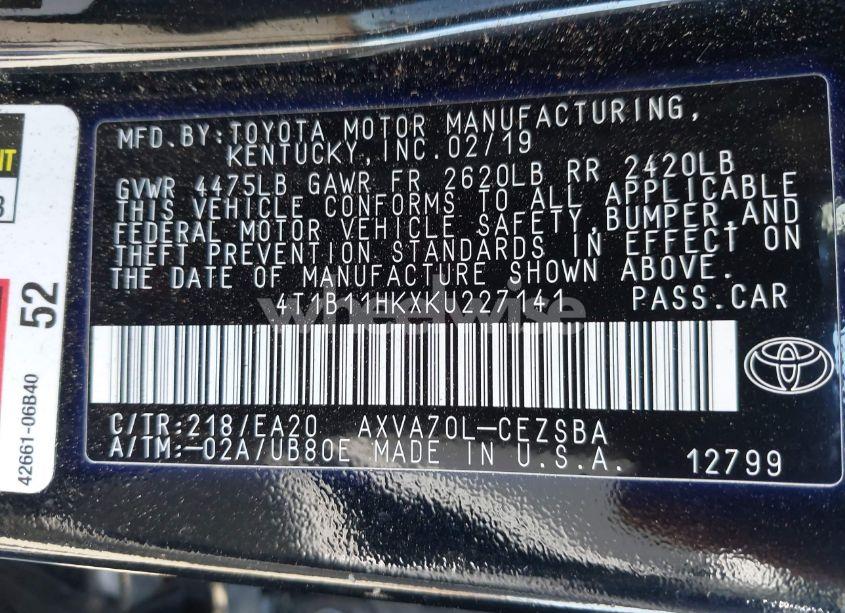 MFD.BY:TOYOTA MOTOR MANUFACTURING,
KENTUCKY,INC.02/19
GVWR 4475LB GAWR FR 2620LB RR 2420LB
THIS VEHICLE CONFORMS TO ALL APPLICABLE
FEDERAL MOTOR VEHICLE SAFETY,BUMPER,AND
THEFT PREVENTION STANDARDS IN EFFECT ON
THE DATE OF MANUFACTURE SHOWN ABOVE.
4T1B11HKXKU227141 PASS.CAR
wheelwise
C/TR:218/EA20 AXVA70L-CEZSBA
A/TM:-02A/UB80E MADE IN U.S.A. 12799
52
42661-06B40